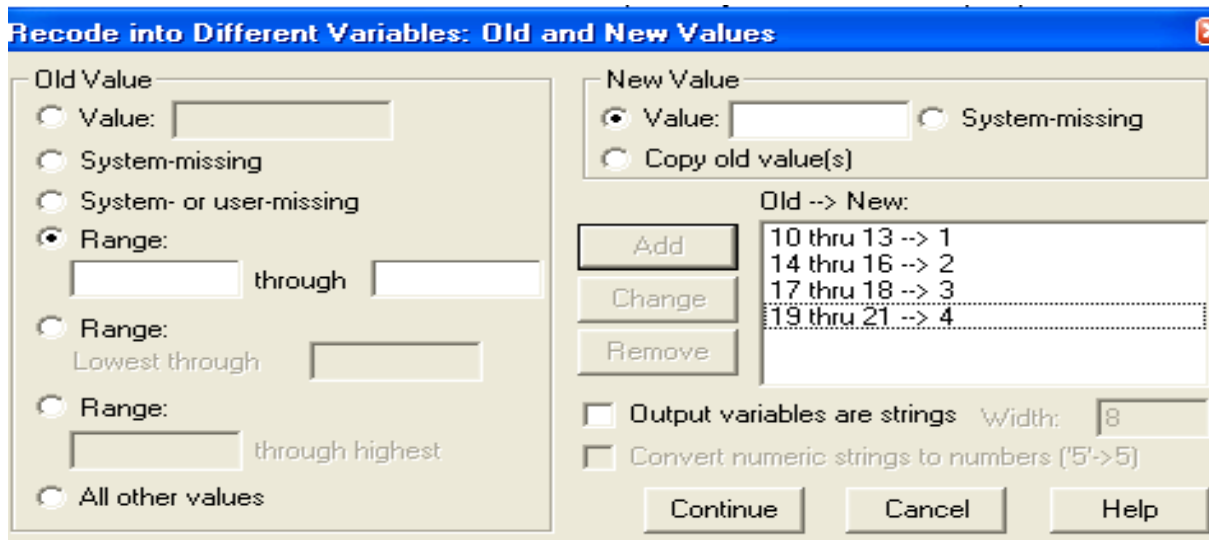 Recode into Different Variables: Old and New Values
Old Value
Value:
System-missing
System- or user-missing
Range:
through
Range:
Lowest through
Range:
through highest
All other values
New Value
Value: System-missing
Copy old value(s)
Old --> New:
Add
Change
Remove
10 thru 13 --> 1
14 thru 16 --> 2
17 thru 18 --> 3
19 thru 21 --> 4
Output variables are strings Width: 8
Convert numeric strings to numbers ('5'->5)
Continue Cancel Help